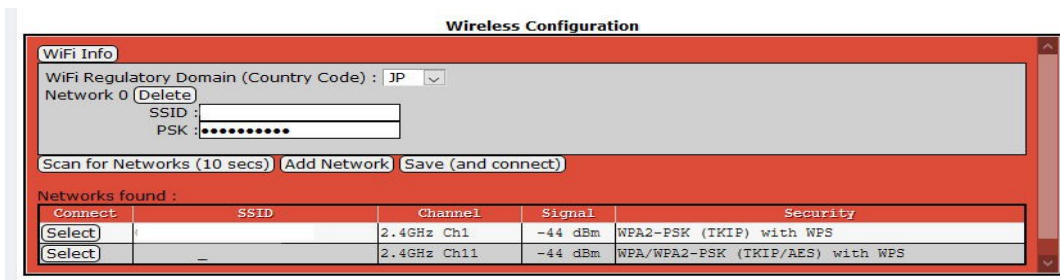 Wireless Configuration
WiFi Info
WiFi Regulatory Domain (Country Code) : JP
Network 0 Delete
SSID :
PSK : ●●●●●●●●●●
Scan for Networks (10 secs) Add Network Save (and connect)
Networks found :
Connect SSID Channel Signal Security
Select 2.4GHz Ch1 -44 dBm WPA2-PSK (TKIP) with WPS
Select _ 2.4GHz Ch11 -44 dBm WPA/WPA2-PSK (TKIP/AES) with WPS